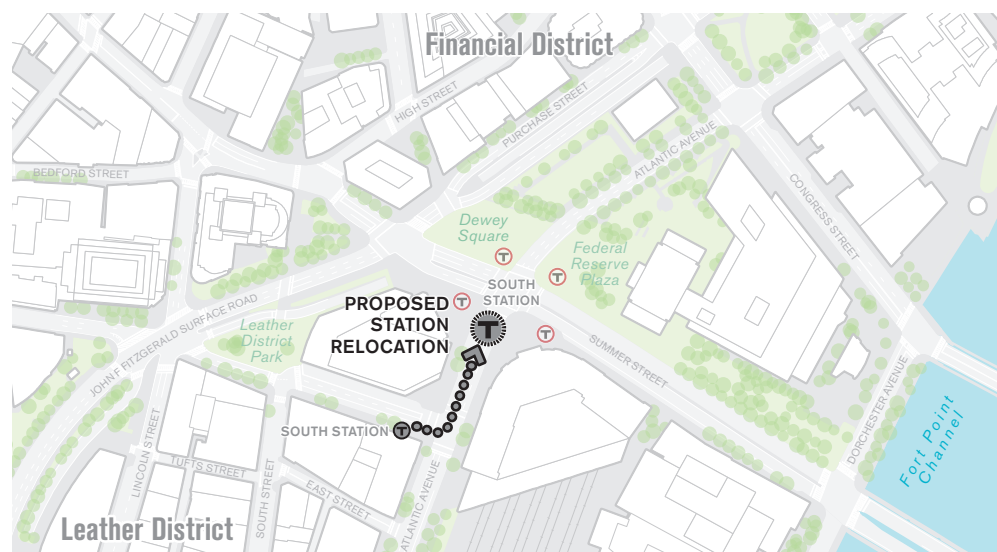 Financial District
HIGH STREET
PURCHASE STREET
ATLANTIC AVENUE
BEDFORD STREET
CONGRESS STREET
Dewey
Square
T
Federal
Reserve
Plaza
T
SOUTH
STATION
T
PROPOSED
STATION
RELOCATION
T
T
JOHN F FITZGERALD SURFACE ROAD
Leather
District
Park
SUMMER STREET
DORCHESTER AVENUE
Fort Point
Channel
SOUTH STATION
T
LINCOLN STREET
TUFTS STREET
SOUTH STREET
EAST STREET
ATLANTIC AVENUE
Leather District